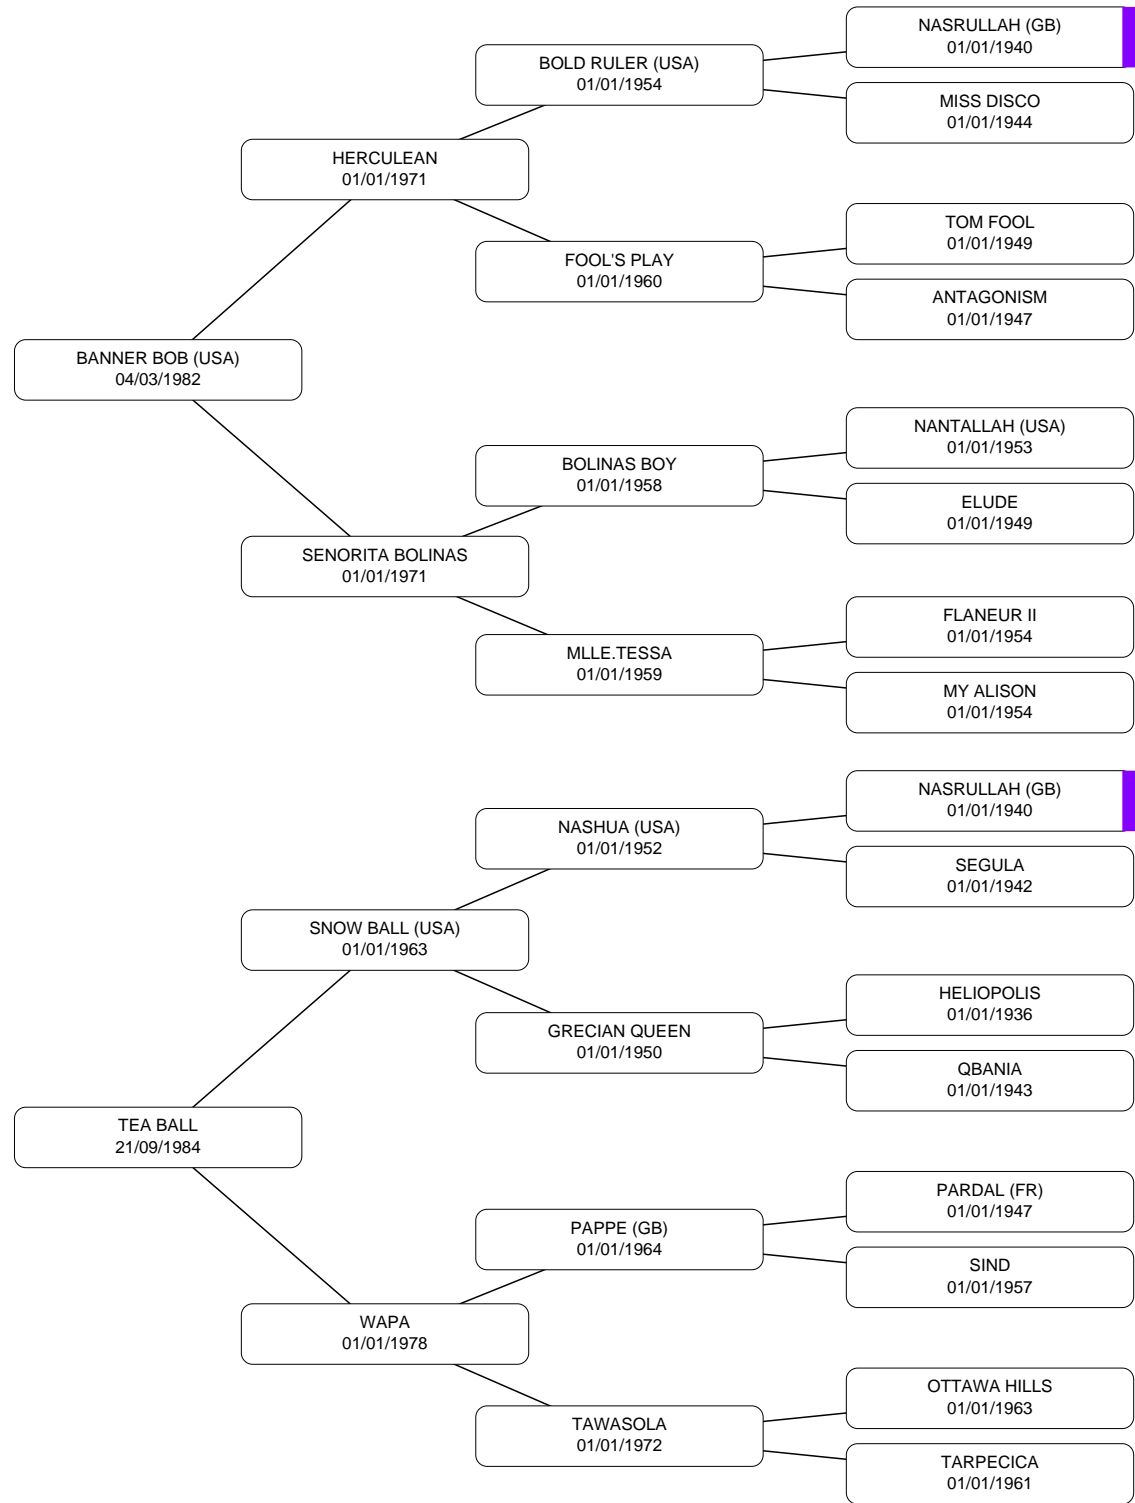 NASRULLAH (GB)
01/01/1940
BOLD RULER (USA)
01/01/1954
MISS DISCO
01/01/1944
HERCULEAN
01/01/1971
TOM FOOL
01/01/1949
FOOL'S PLAY
01/01/1960
ANTAGONISM
01/01/1947
BANNER BOB (USA)
04/03/1982
NANTALLAH (USA)
01/01/1953
BOLINAS BOY
01/01/1958
ELUDE
01/01/1949
SENORITA BOLINAS
01/01/1971
FLANEUR II
01/01/1954
MLLE.TESSA
01/01/1959
MY ALISON
01/01/1954
NASRULLAH (GB)
01/01/1940
NASHUA (USA)
01/01/1952
SEGULA
01/01/1942
SNOW BALL (USA)
01/01/1963
HELIOPOLIS
01/01/1936
GRECIAN QUEEN
01/01/1950
QBANIA
01/01/1943
TEA BALL
21/09/1984
PARDAL (FR)
01/01/1947
PAPPE (GB)
01/01/1964
SIND
01/01/1957
WAPA
01/01/1978
OTTAWA HILLS
01/01/1963
TAWASOLA
01/01/1972
TARPECICA
01/01/1961